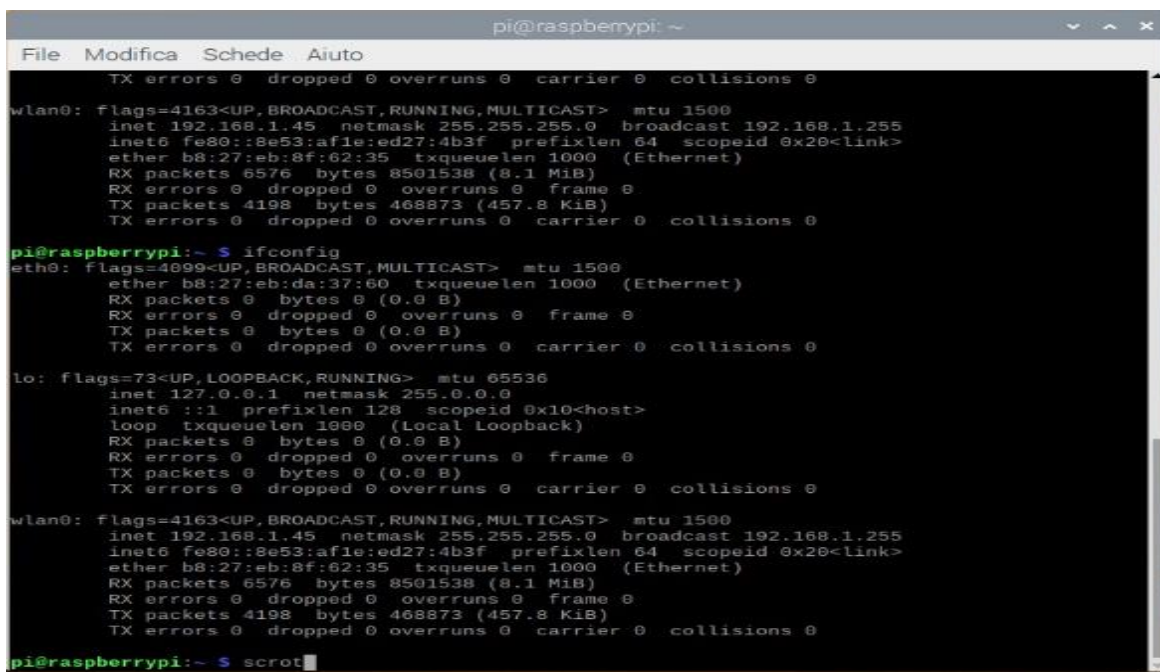 pi@raspberrypi: ~
File Modifica Schede Aiuto
TX errors 0 dropped 0 overruns 0 carrier 0 collisions 0
wlan0: flags=4163<UP,BROADCAST,RUNNING,MULTICAST> mtu 1500
inet 192.168.1.45 netmask 255.255.255.0 broadcast 192.168.1.255
inet6 fe80::8e53:af1e:ed27:4b3f prefixlen 64 scopeid 0x20<link>
ether b8:27:eb:8f:62:35 txqueuelen 1000 (Ethernet)
RX packets 6576 bytes 8501538 (8.1 MiB)
RX errors 0 dropped 0 overruns 0 frame 0
TX packets 4198 bytes 468873 (457.8 KiB)
TX errors 0 dropped 0 overruns 0 carrier 0 collisions 0
pi@raspberrypi:~ $ ifconfig
eth0: flags=4099<UP,BROADCAST,MULTICAST> mtu 1500
ether b8:27:eb:da:37:60 txqueuelen 1000 (Ethernet)
RX packets 0 bytes 0 (0.0 B)
RX errors 0 dropped 0 overruns 0 frame 0
TX packets 0 bytes 0 (0.0 B)
TX errors 0 dropped 0 overruns 0 carrier 0 collisions 0
lo: flags=73<UP,LOOPBACK,RUNNING> mtu 65536
inet 127.0.0.1 netmask 255.0.0.0
inet6 ::1 prefixlen 128 scopeid 0x10<host>
loop txqueuelen 1000 (Local Loopback)
RX packets 0 bytes 0 (0.0 B)
RX errors 0 dropped 0 overruns 0 frame 0
TX packets 0 bytes 0 (0.0 B)
TX errors 0 dropped 0 overruns 0 carrier 0 collisions 0
wlan0: flags=4163<UP,BROADCAST,RUNNING,MULTICAST> mtu 1500
inet 192.168.1.45 netmask 255.255.255.0 broadcast 192.168.1.255
inet6 fe80::8e53:af1e:ed27:4b3f prefixlen 64 scopeid 0x20<link>
ether b8:27:eb:8f:62:35 txqueuelen 1000 (Ethernet)
RX packets 6576 bytes 8501538 (8.1 MiB)
RX errors 0 dropped 0 overruns 0 frame 0
TX packets 4198 bytes 468873 (457.8 KiB)
TX errors 0 dropped 0 overruns 0 carrier 0 collisions 0
pi@raspberrypi:~ $ scrot